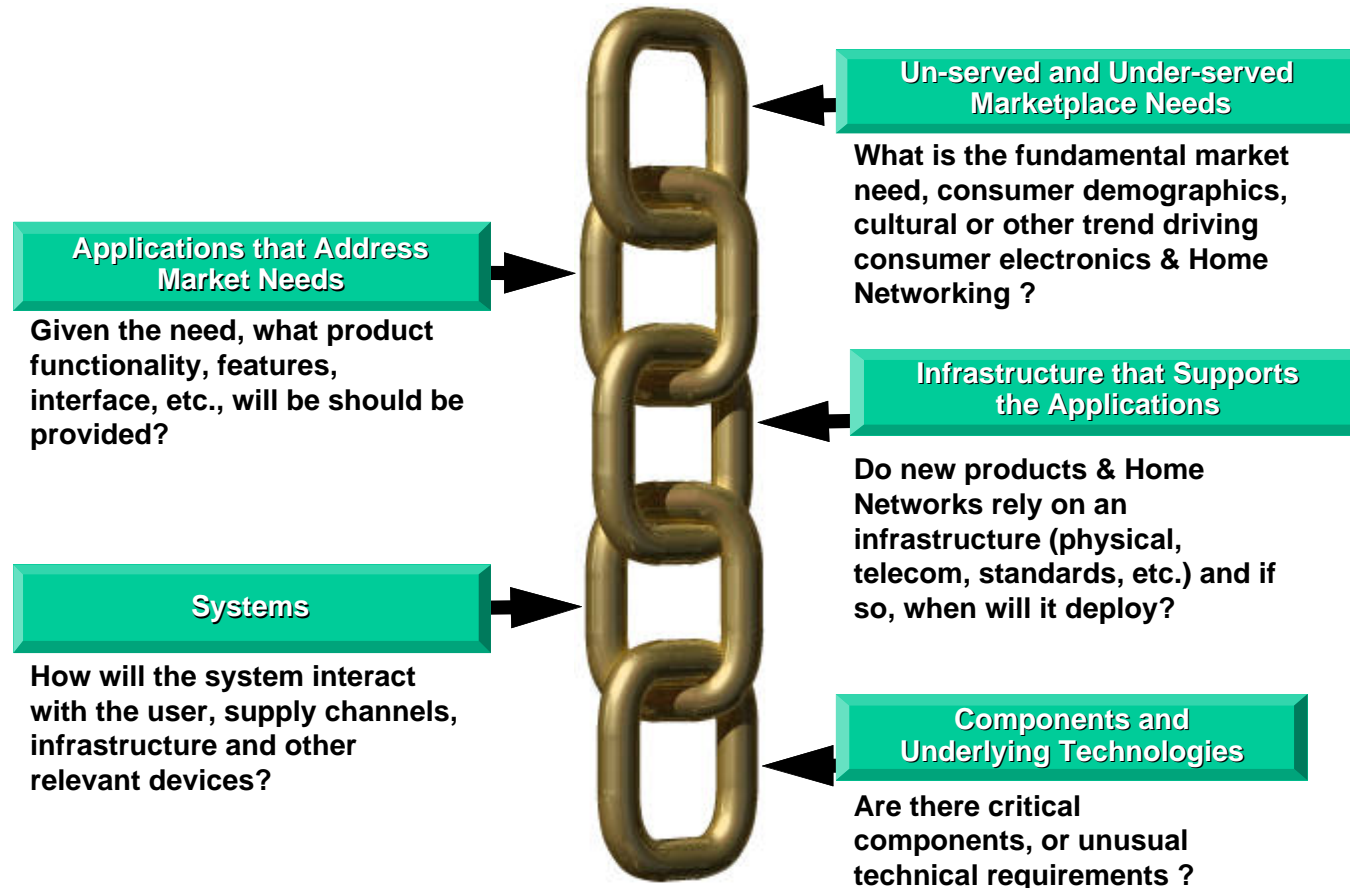 Un-served and Under-served
Marketplace Needs
What is the fundamental market
need, consumer demographics,
cultural or other trend driving
consumer electronics & Home
Networking ?
Applications that Address
Market Needs
Given the need, what product
functionality, features,
interface, etc., will be should be
provided?
Infrastructure that Supports
the Applications
Do new products & Home
Networks rely on an
infrastructure (physical,
telecom, standards, etc.) and if
so, when will it deploy?
Systems
How will the system interact
with the user, supply channels,
infrastructure and other
relevant devices?
Components and
Underlying Technologies
Are there critical
components, or unusual
technical requirements ?